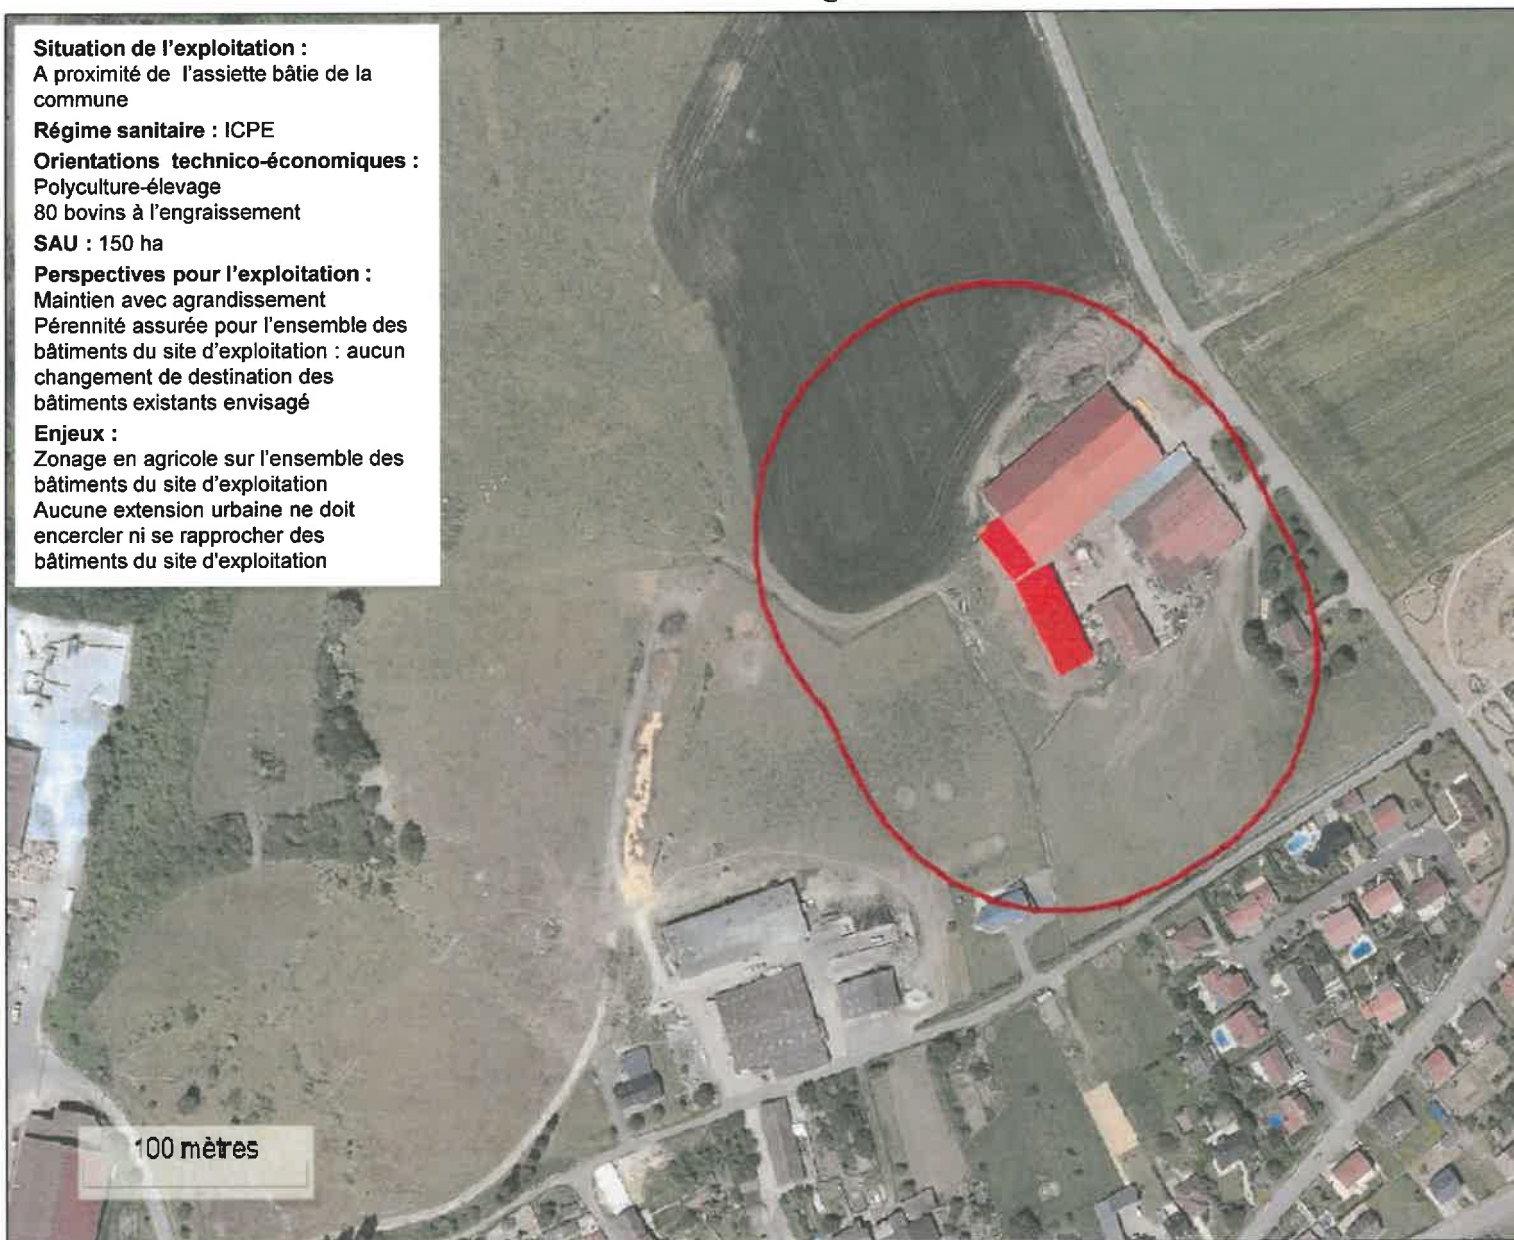 Situation de l'exploitation :
A proximité de l'assiette bâtie de la
commune
Régime sanitaire : ICPE
Orientations technico-économiques :
Polyculture-élevage
80 bovins à l'engraissement
SAU : 150 ha
Perspectives pour l'exploitation :
Maintien avec agrandissement
Pérennité assurée pour l'ensemble des
bâtiments du site d'exploitation : aucun
changement de destination des
bâtiments existants envisagé
Enjeux :
Zonage en agricole sur l'ensemble des
bâtiments du site d'exploitation
Aucune extension urbaine ne doit
encercler ni se rapprocher des
bâtiments du site d'exploitation
100 mètres